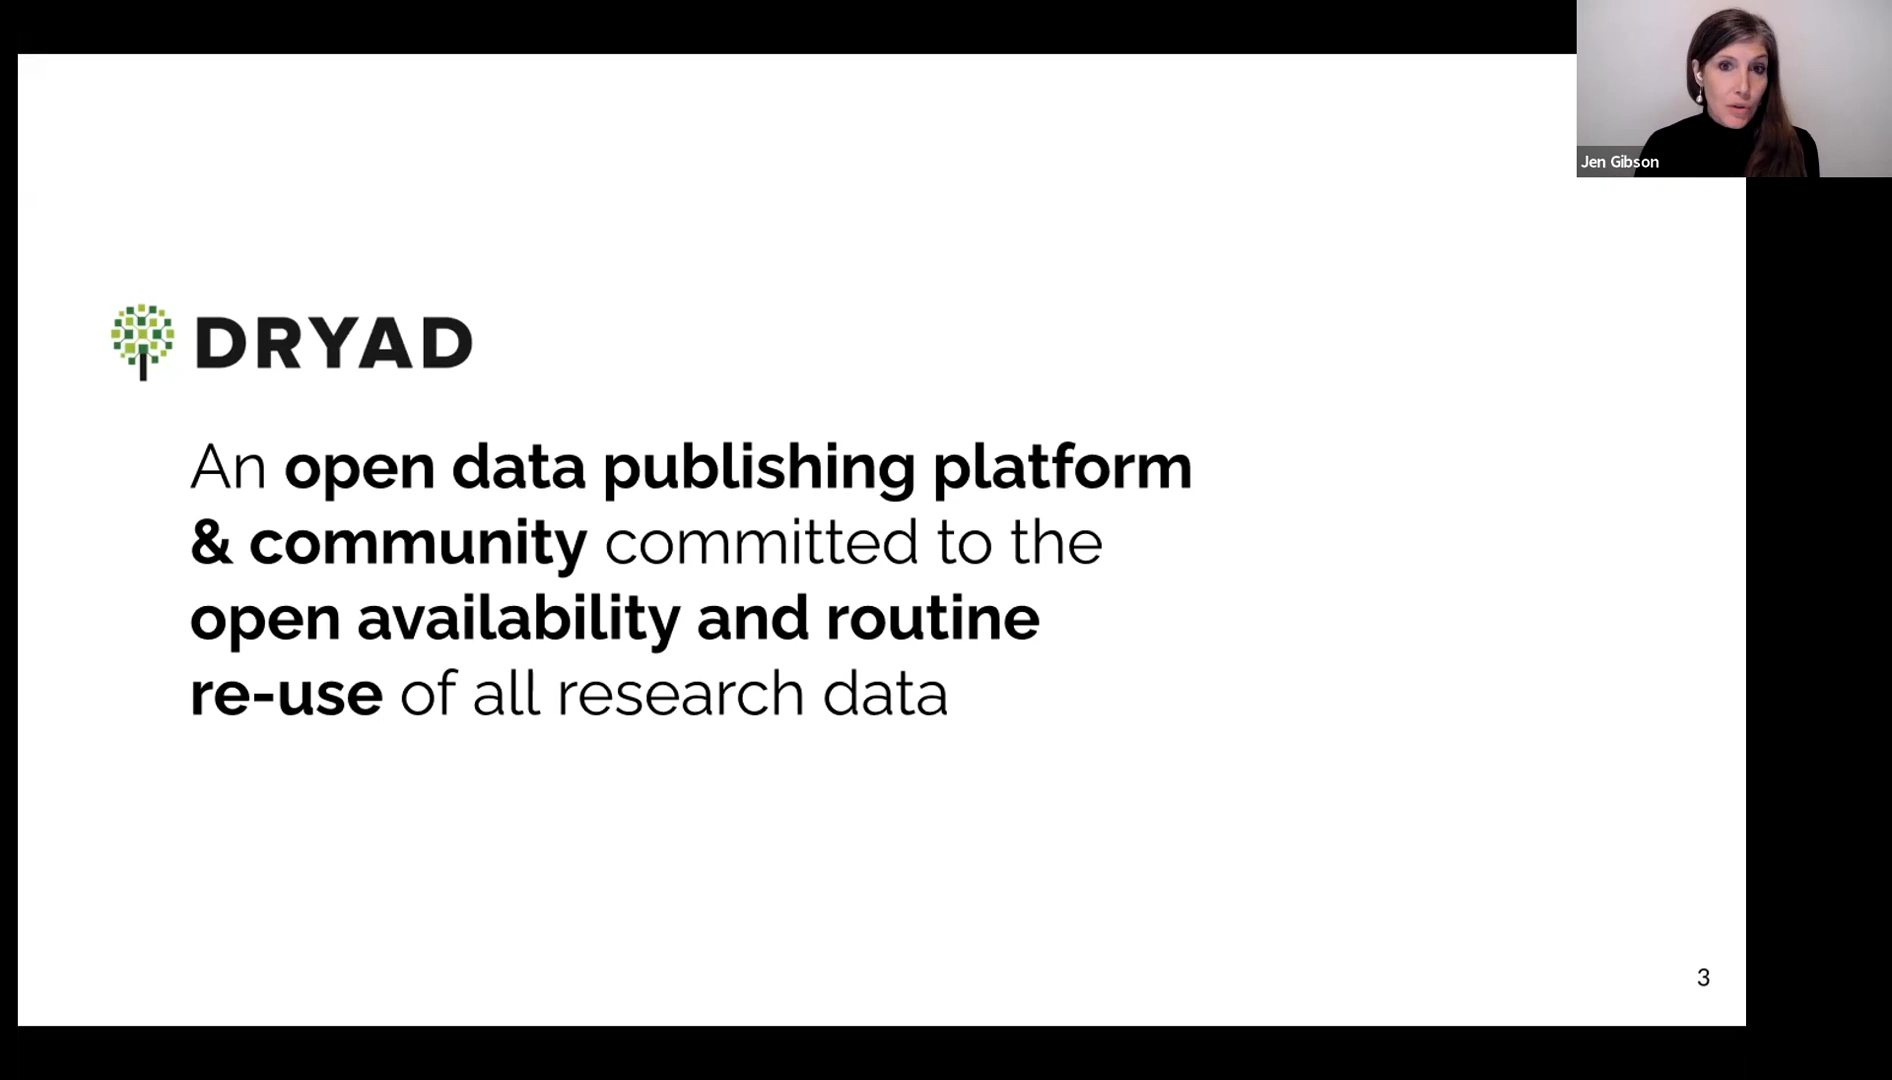 Jen Gibson
DRYAD
An open data publishing platform
& community committed to the
open availability and routine
re-use of all research data
3